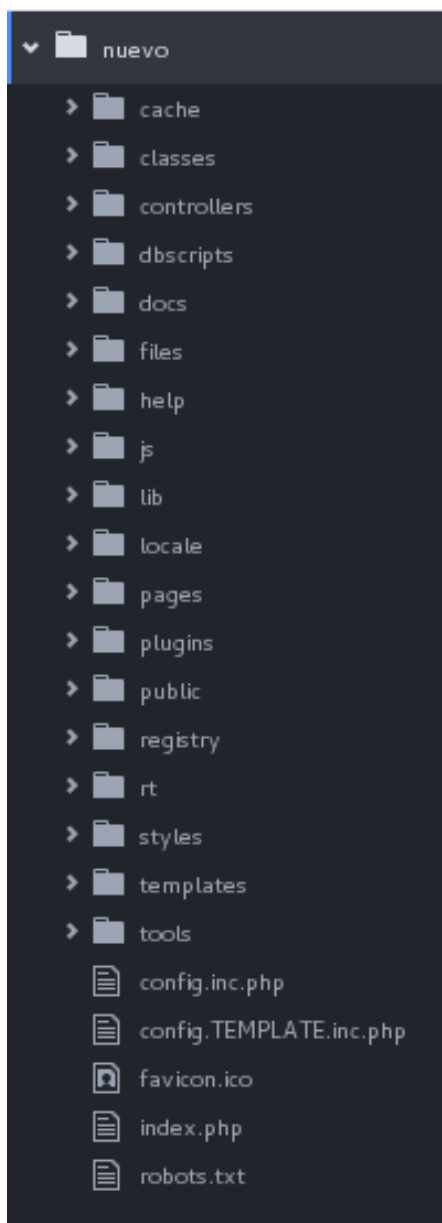 nuevo
cache
classes
controllers
dbscripts
docs
files
help
js
lib
locale
pages
plugins
public
registry
rt
styles
templates
tools
config.inc.php
config.TEMPLATE.inc.php
favicon.ico
index.php
robots.txt